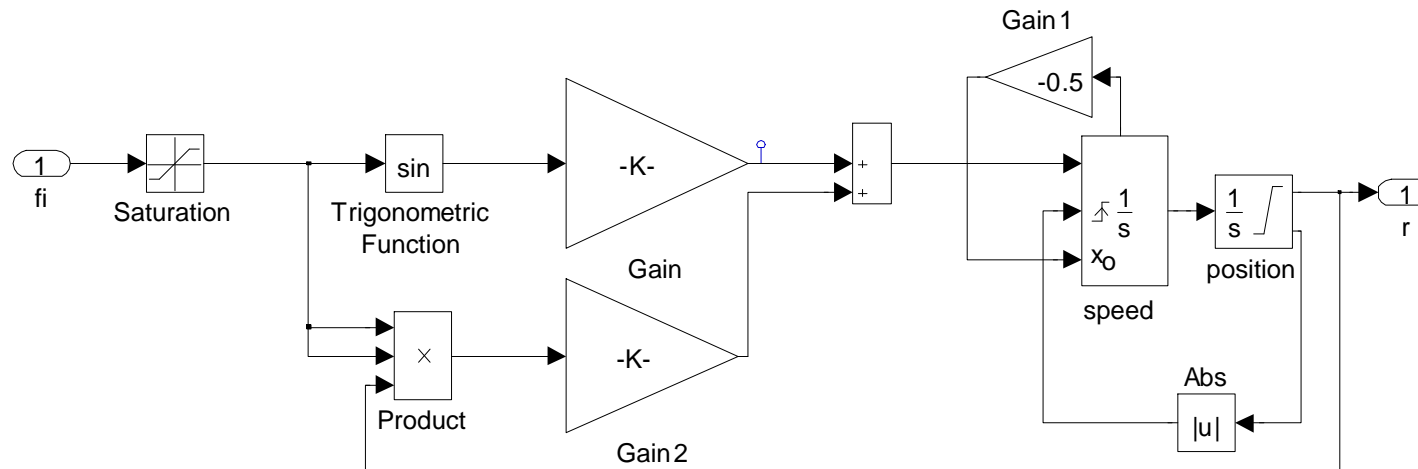 Gain 1
-0.5
1
fi
Saturation
sin
Trigonometric
Function
-K-
Gain
+
+
1
s
xo
speed
1
s
position
1
r
×
Product
-K-
Gain 2
Abs
|u|